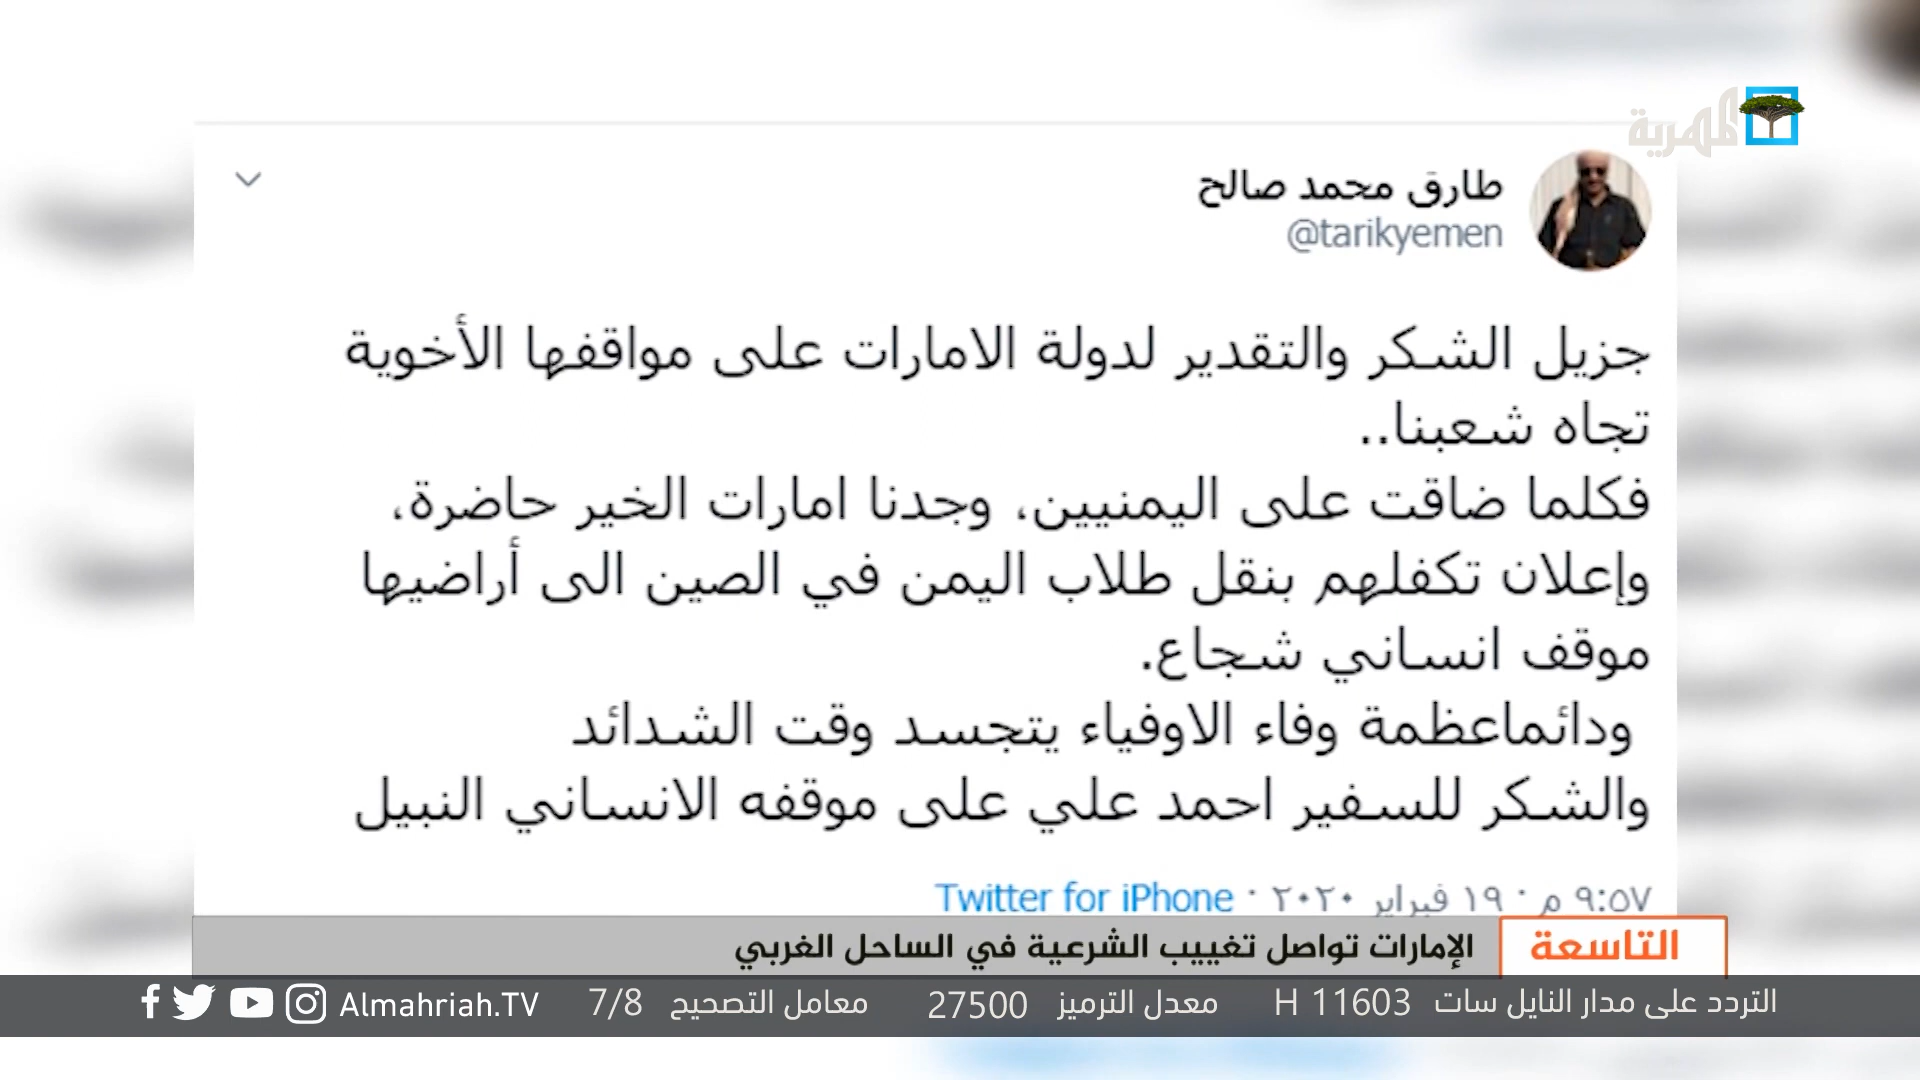 المهرية
طارق محمد صالح
@tarikyemen
جزيل الشكر والتقدير لدولة الامارات على مواقفها الأخوية
تجاه شعبنا..
فكلما ضاقت على اليمنيين، وجدنا امارات الخير حاضرة،
وإعلان تكفلهم بنقل طلاب اليمن في الصين الى أراضيها
موقف انساني شجاع.
ودائماعظمة وفاء الاوفياء يتجسد وقت الشدائد
والشكر للسفير احمد علي على موقفه الانساني النبيل
٩:٥٧ م · ١٩ فبراير ٢٠٢٠ · Twitter for iPhone
التاسعة
الإمارات تواصل تغييب الشرعية في الساحل الغربي
التردد على مدار النايل سات H 11603 معدل الترميز 27500 معامل التصحيح 7/8 Almahriah.TV